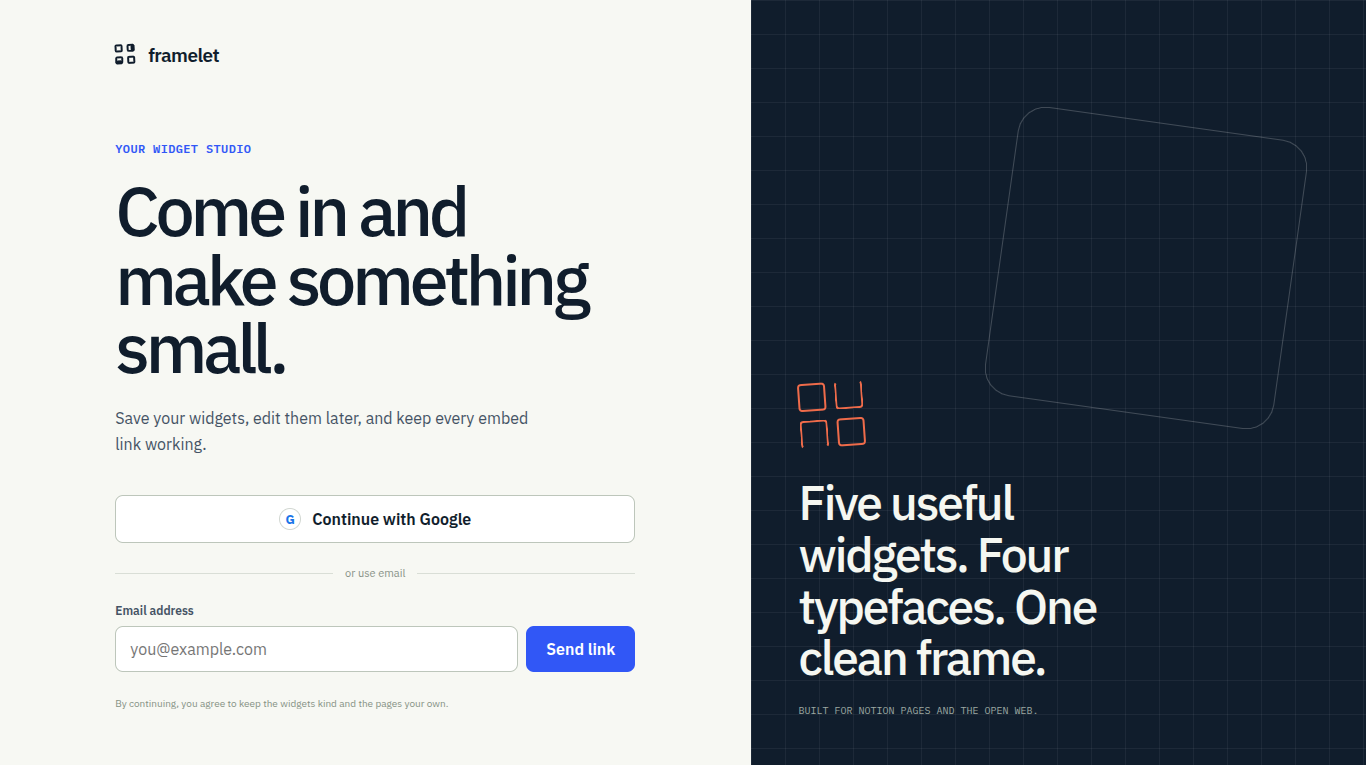 framelet
YOUR WIDGET STUDIO
Come in and
make something
small.
Save your widgets, edit them later, and keep every embed
link working.
G Continue with Google
or use email
Email address
you@example.com
Send link
By continuing, you agree to keep the widgets kind and the pages your own.
Five useful
widgets. Four
typefaces. One
clean frame.
BUILT FOR NOTION PAGES AND THE OPEN WEB.